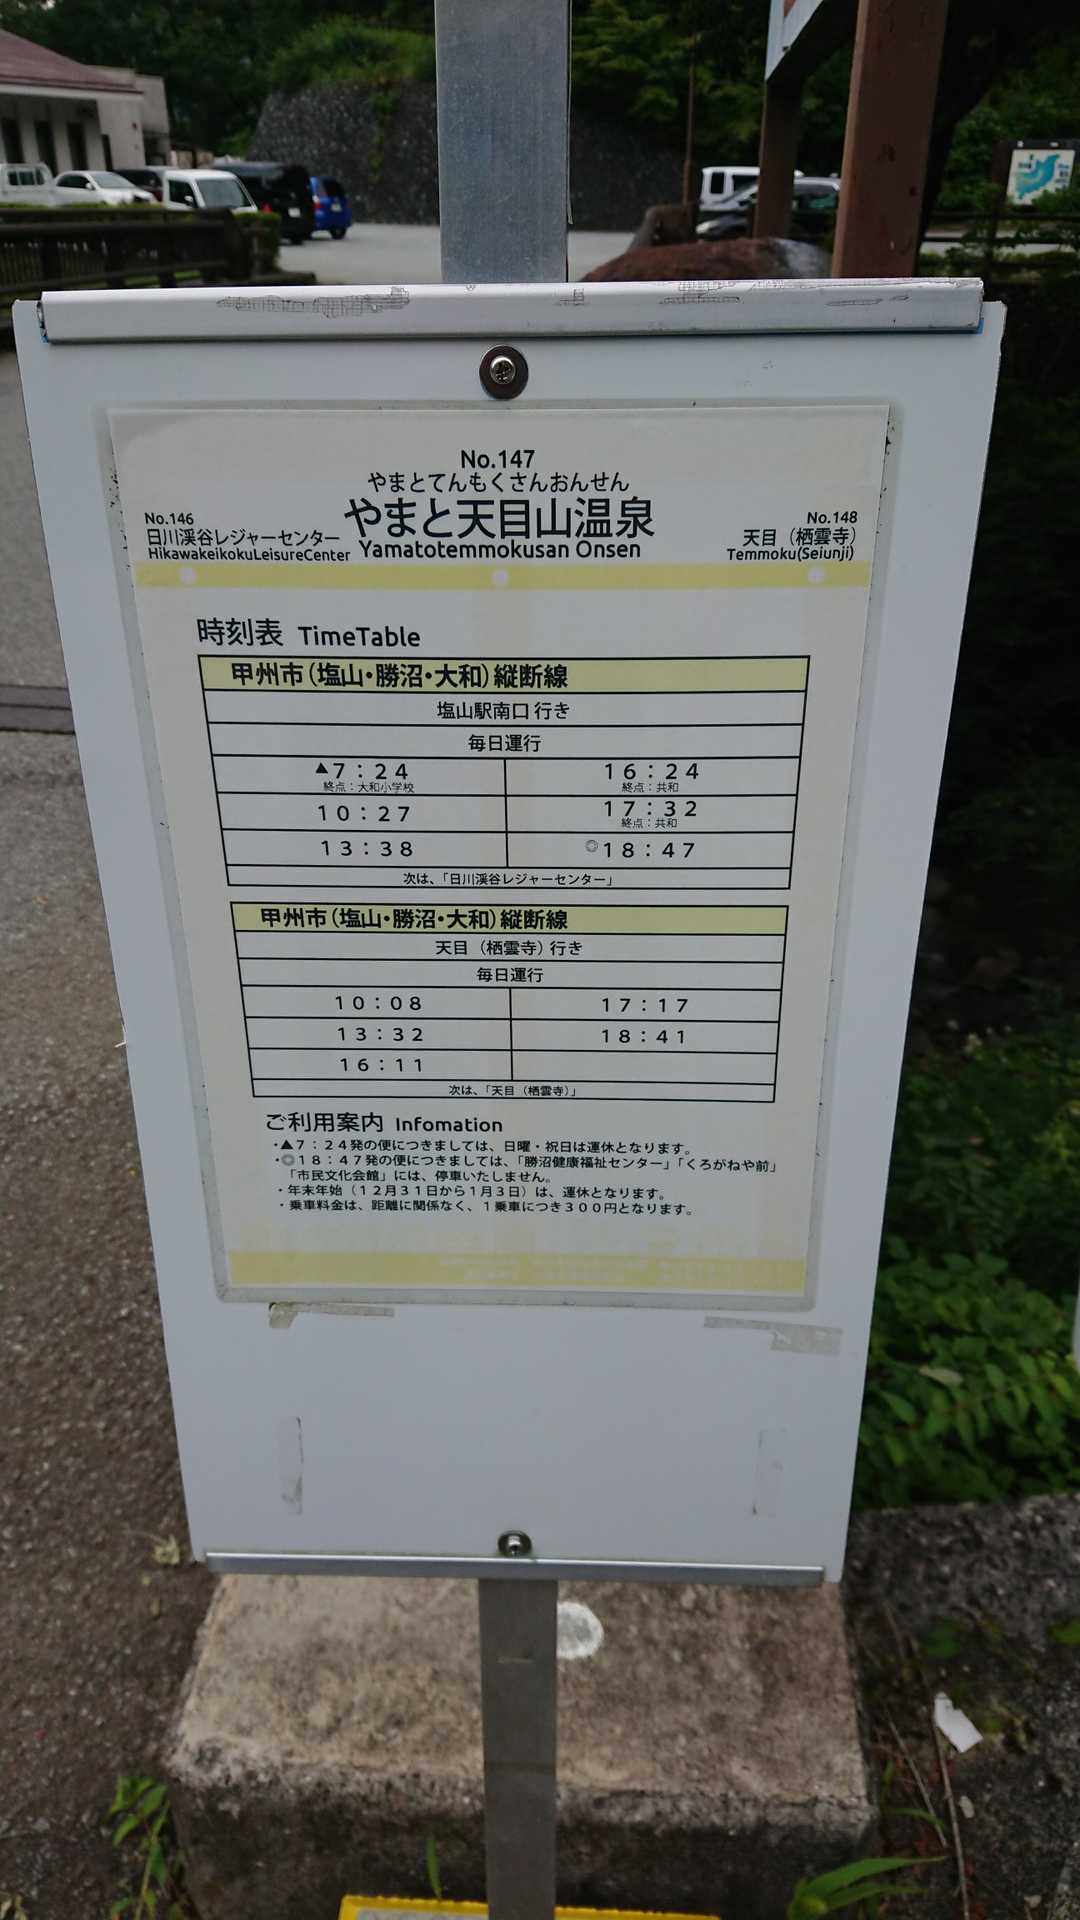 No.147
やまとてんもくさんおんせん
やまと天目山温泉
Yamatotemmokusan Onsen
No.146
日川渓谷レジャーセンター
HikawakeikokuLeisureCenter
No.148
天目（栖雲寺）
Temmoku(Seiunji)
時刻表 TimeTable
甲州市（塩山・勝沼・大和）縦断線
塩山駅南口 行き
毎日運行
▲7：24 16：24
終点：大和小学校 終点：共和
10：27 17：32
終点：共和
13：38 ◎18：47
次は、「日川渓谷レジャーセンター」
甲州市（塩山・勝沼・大和）縦断線
天目（栖雲寺）行き
毎日運行
10：08 17：17
13：32 18：41
16：11
次は、「天目（栖雲寺）」
ご利用案内 Infomation
・▲7：24発の便につきましては、日曜・祝日は運休となります。
・◎18：47発の便につきましては、「勝沼健康福祉センター」「くろがねや前」
「市民文化会館」には、停車いたしません。
・年末年始（12月31日から1月3日）は、運休となります。
・乗車料金は、距離に関係なく、1乗車につき300円となります。